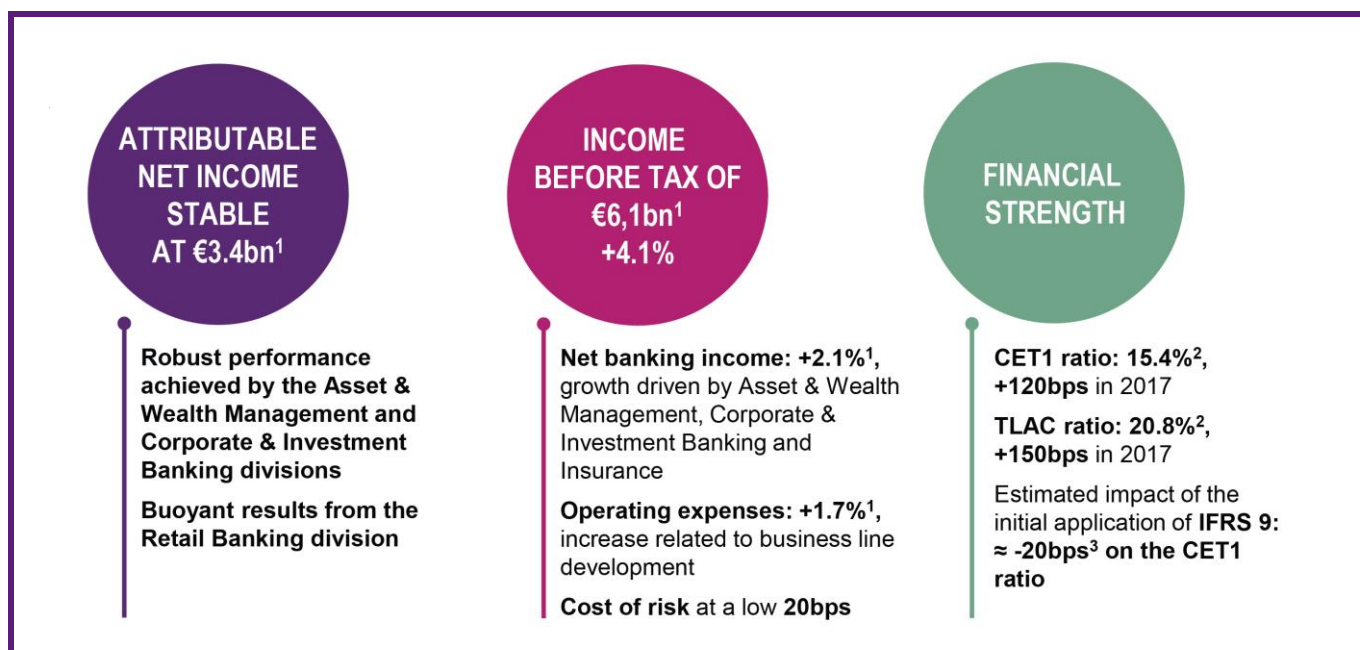 ATTRIBUTABLE
NET INCOME
STABLE
AT €3.4bn¹
Robust performance
achieved by the Asset &
Wealth Management and
Corporate & Investment
Banking divisions
Buoyant results from the
Retail Banking division
INCOME
BEFORE TAX OF
€6,1bn¹
+4.1%
Net banking income: +2.1%¹,
growth driven by Asset & Wealth
Management, Corporate &
Investment Banking and
Insurance
Operating expenses: +1.7%¹,
increase related to business line
development
Cost of risk at a low 20bps
FINANCIAL
STRENGTH
CET1 ratio: 15.4%²,
+120bps in 2017
TLAC ratio: 20.8%²,
+150bps in 2017
Estimated impact of the
initial application of IFRS 9:
≈ -20bps³ on the CET1
ratio